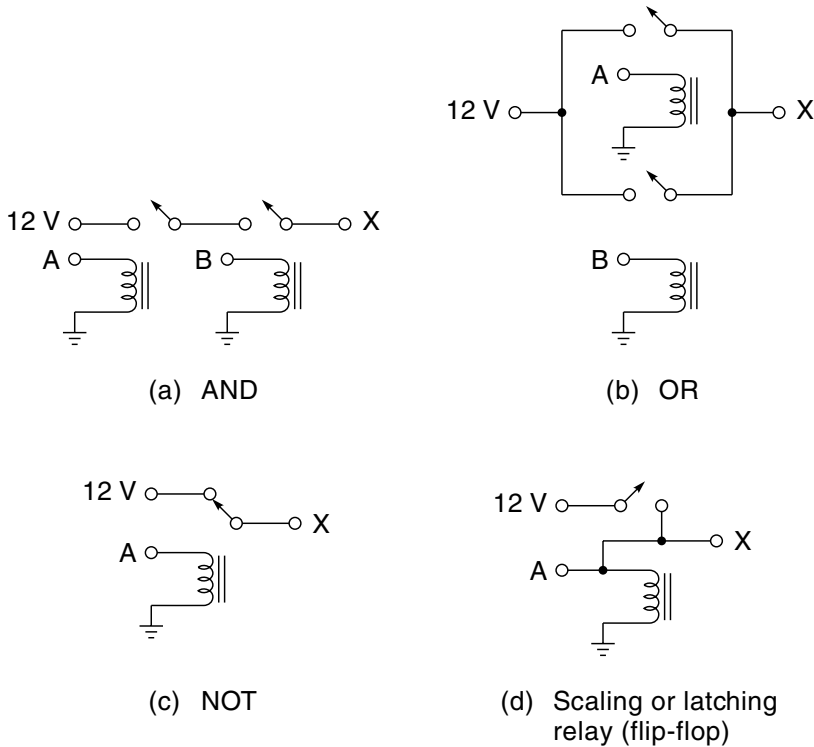 12 V
X
A
B
(a) AND
12 V
A
X
B
(b) OR
12 V
X
A
(c) NOT
12 V
X
A
(d) Scaling or latching
relay (flip-flop)